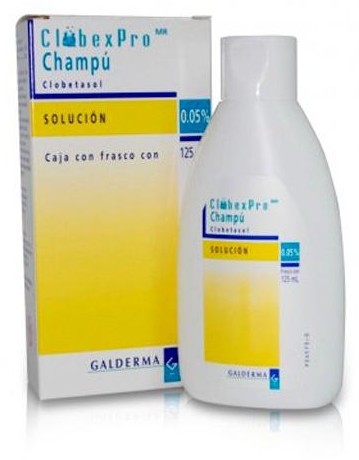 ClobexPro MR
Champú
Clobetasol
SOLUCIÓN
0.05%
Caja con frasco con
125
GALDERMA
ClobexPro
Champú
Clobetasol
SOLUCIÓN
0.05%
125 mL
GALDERMA